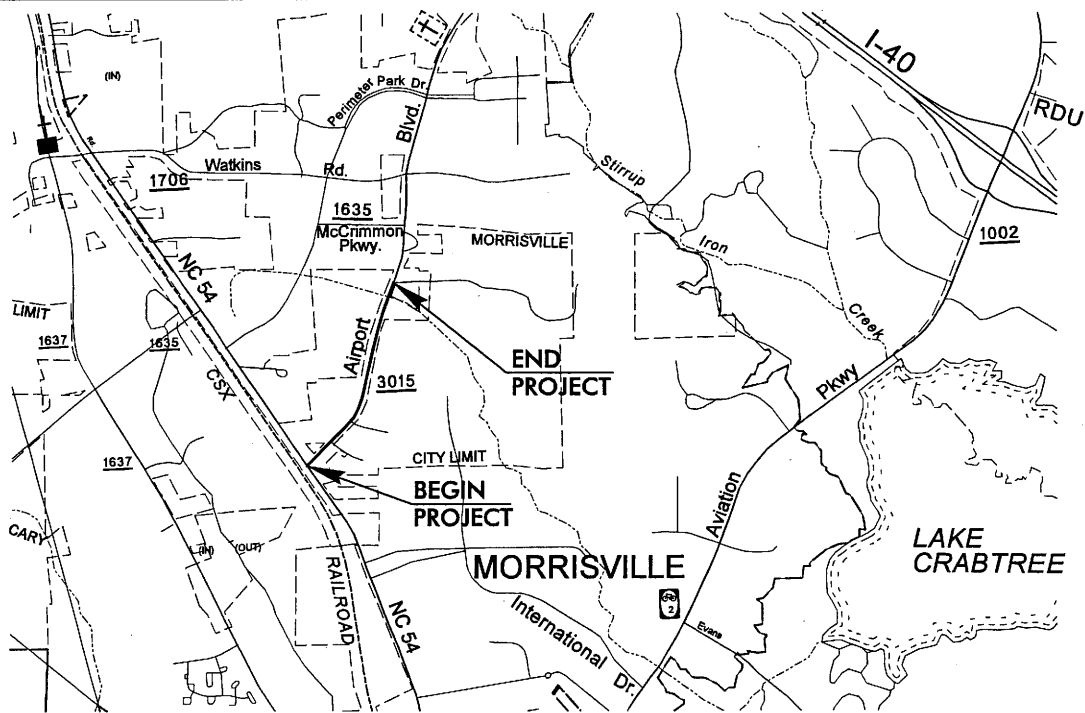 (IN)
Rd
Perimeter Park Dr
Blvd.
I-40
RDU
Watkins Rd.
1706
Stirrup
Iron
Creek
1635
McCrimmon
Pkwy.
MORRISVILLE
1002
NC 54
LIMIT
1637
1635
CSX
Airport
3015
END
PROJECT
Pkwy
Aviation
1637
CITY LIMIT
BEGIN
PROJECT
CARY
(IN)
(OUT)
RAILROAD
NC 54
MORRISVILLE
2
International Dr.
Evans
LAKE
CRABTREE